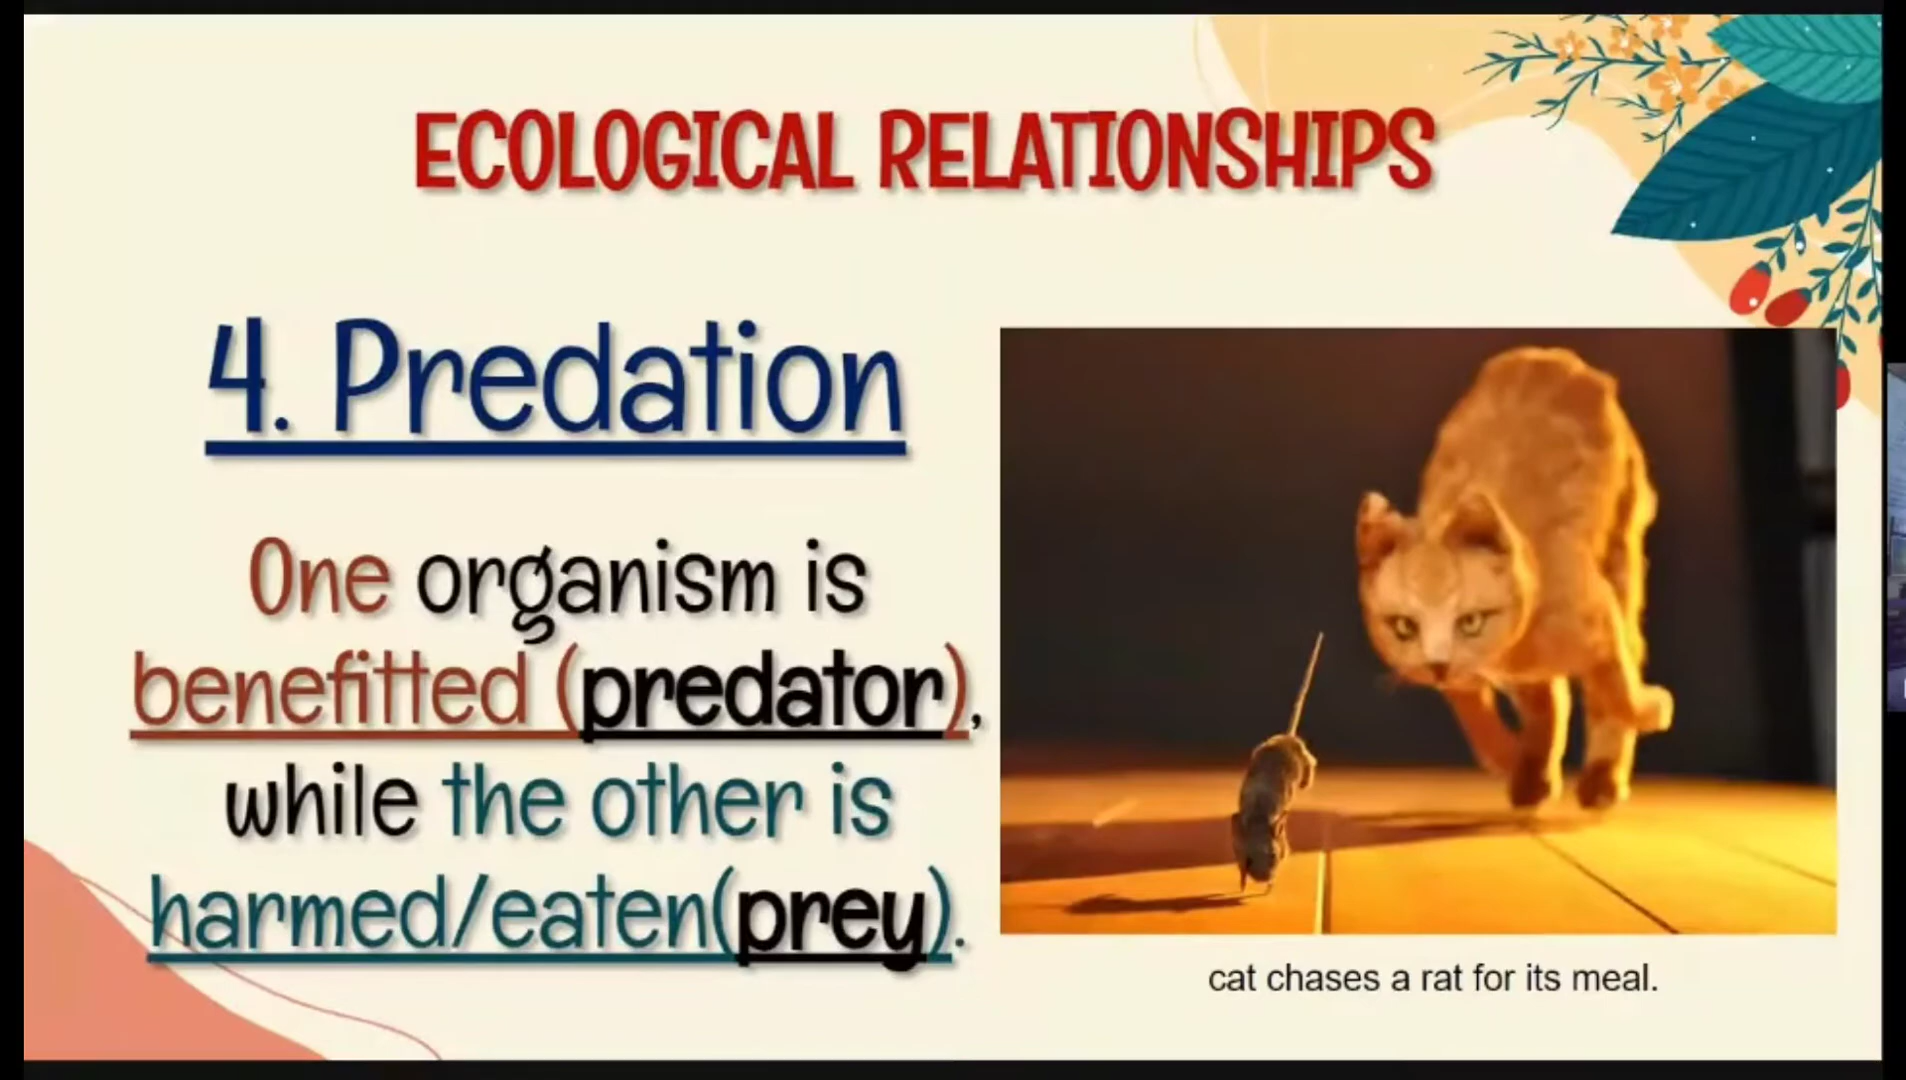 ECOLOGICAL RELATIONSHIPS
4. Predation
One organism is
benefitted (predator),
while the other is
harmed/eaten(prey).
cat chases a rat for its meal.